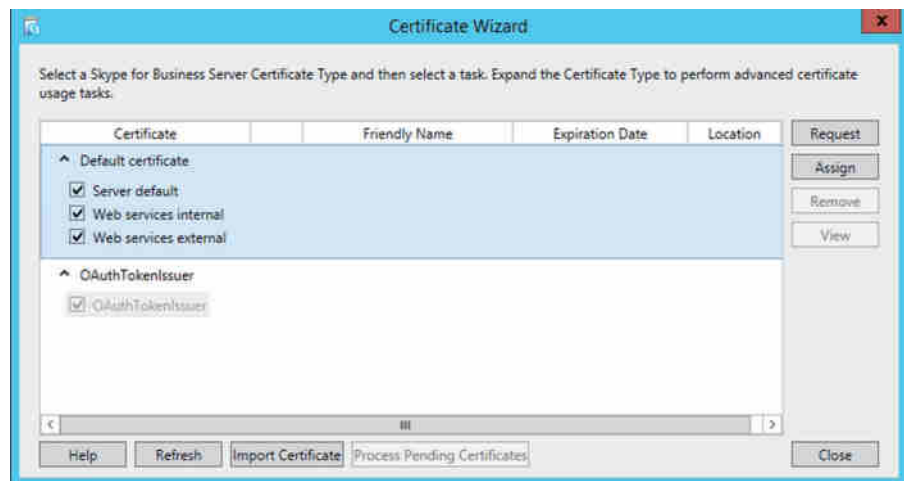 Certificate Wizard
x
Select a Skype for Business Server Certificate Type and then select a task. Expand the Certificate Type to perform advanced certificate
usage tasks.
Certificate Friendly Name Expiration Date Location
Request
Default certificate
Assign
Server default
Remove
Web services internal
Web services external
View
OAuthTokenIssuer
OAuthTokenIssuer
Help Refresh Import Certificate Process Pending Certificates Close